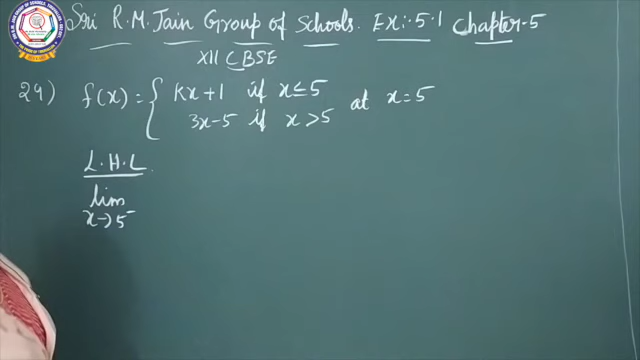 Sri R.M. Jain Group of Schools. Ex:-5.1 Chapter-5
XII CBSE
29) f(x) = { Kx+1 if x≤5 at x=5
3x-5 if x>5
L.H.L
lim
x→5⁻